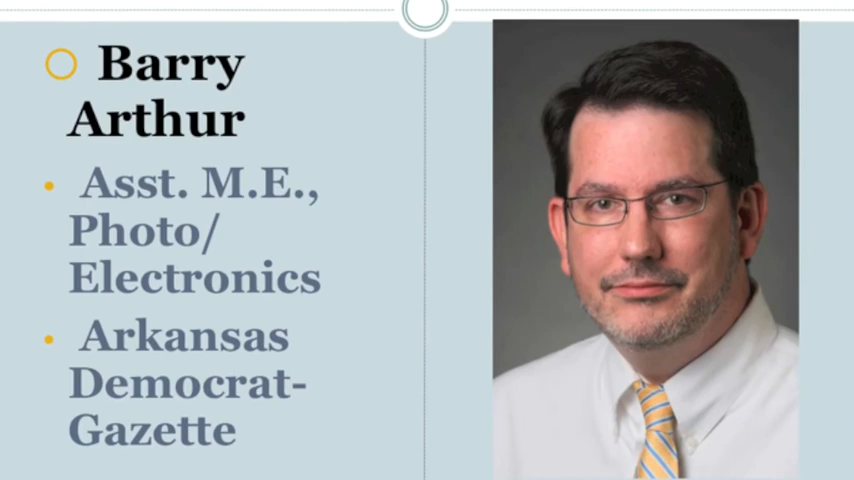 Barry
Arthur
Asst. M.E.,
Photo/
Electronics
Arkansas
Democrat-
Gazette